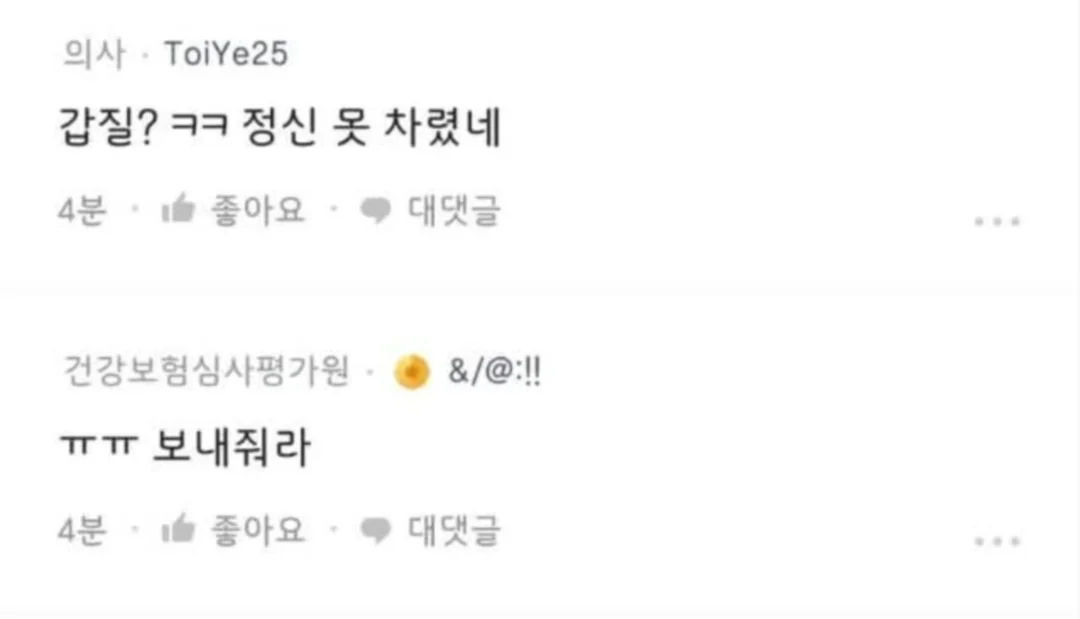 의사 · ToiYe25
갑질? ㅋㅋ 정신 못 차렸네
4분 · 좋아요 · 대댓글
건강보험심사평가원 · &/@:!!
ㅠㅠ 보내줘라
4분 · 좋아요 · 대댓글